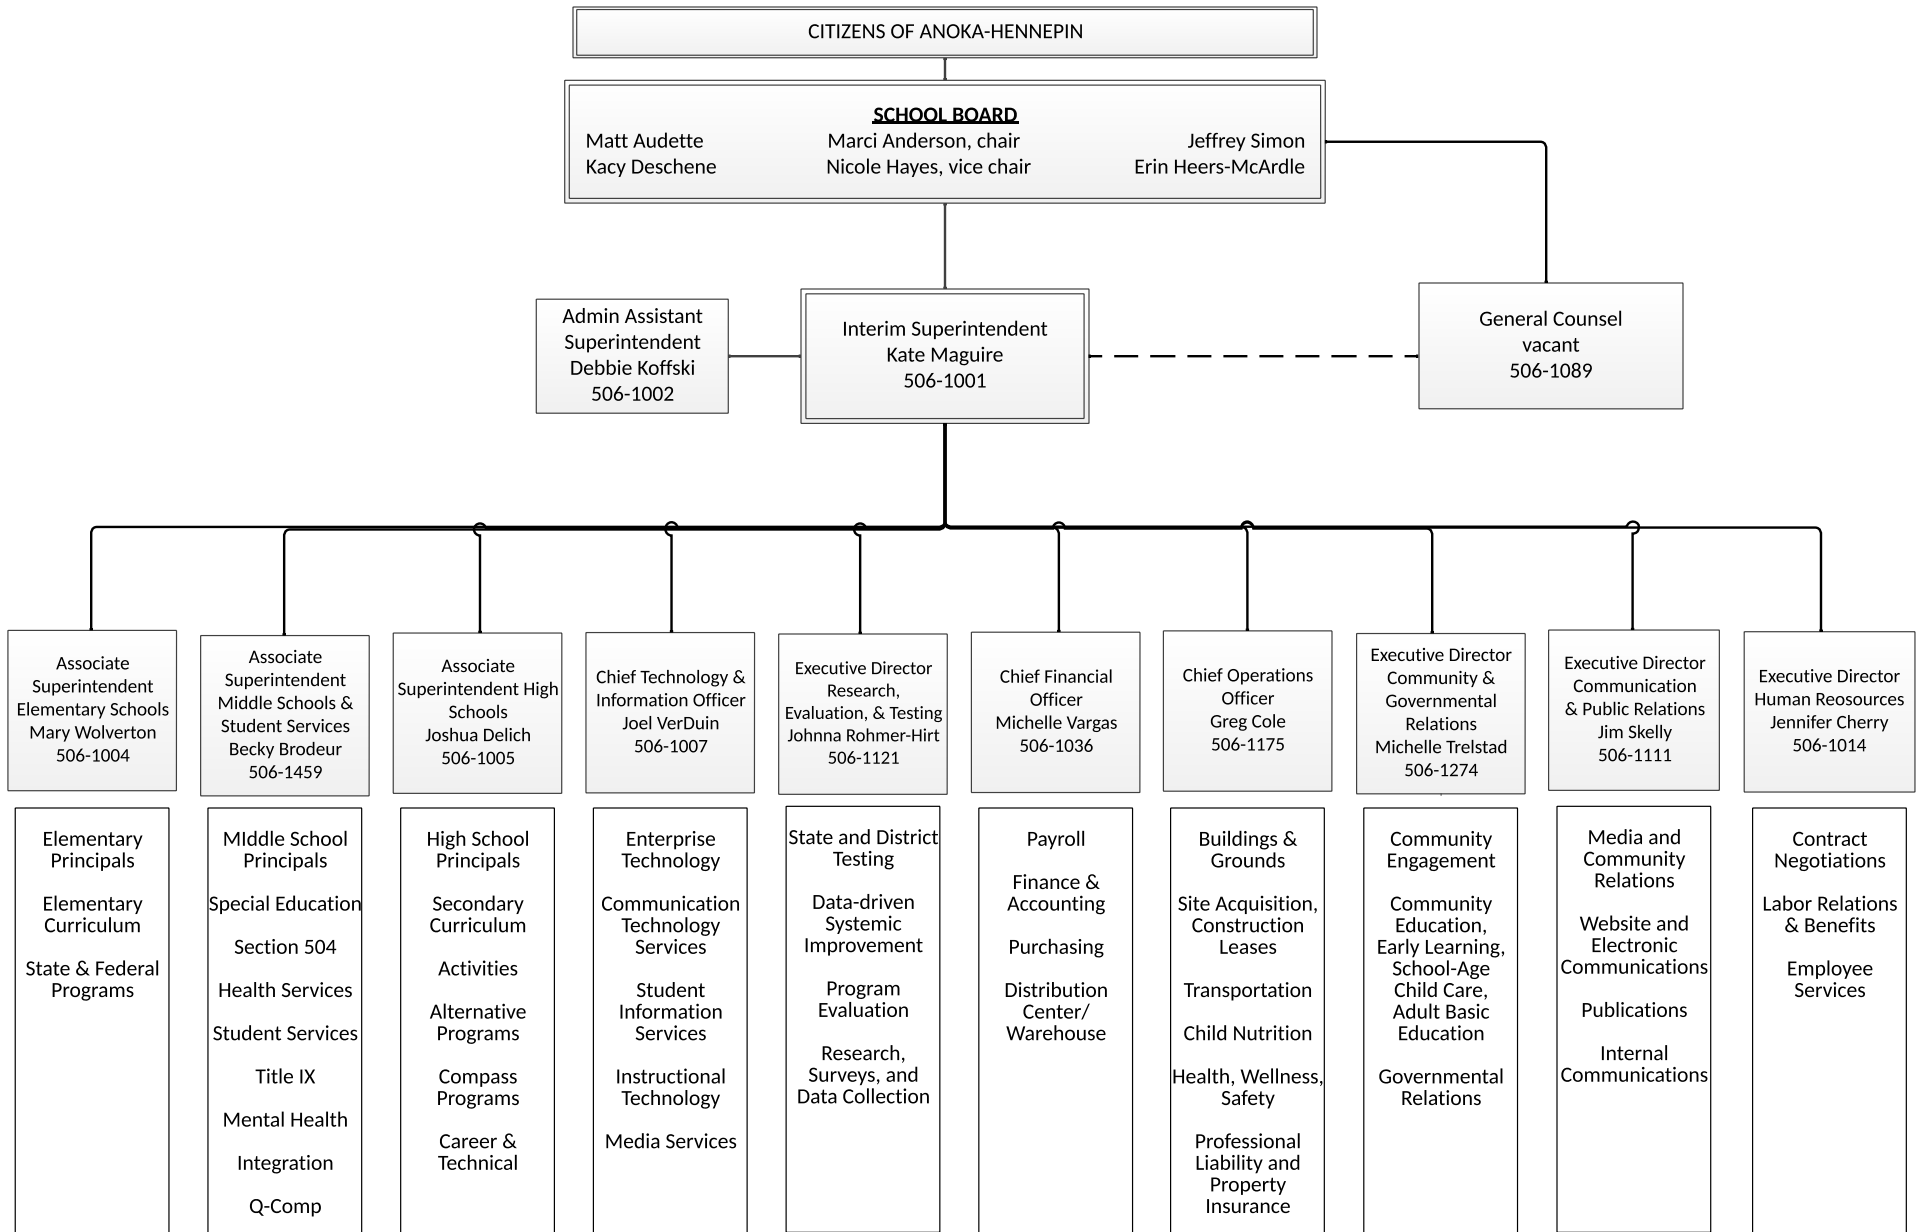 CITIZENS OF ANOKA-HENNEPIN
SCHOOL BOARD
Matt Audette Marci Anderson, chair Jeffrey Simon
Kacy Deschene Nicole Hayes, vice chair Erin Heers-McArdle
Admin Assistant
Superintendent
Debbie Koffski
506-1002
Interim Superintendent
Kate Maguire
506-1001
General Counsel
vacant
506-1089
Associate
Superintendent
Elementary Schools
Mary Wolverton
506-1004
Associate
Superintendent
Middle Schools &
Student Services
Becky Brodeur
506-1459
Associate
Superintendent High
Schools
Joshua Delich
506-1005
Chief Technology &
Information Officer
Joel VerDuin
506-1007
Executive Director
Research,
Evaluation, & Testing
Johnna Rohmer-Hirt
506-1121
Chief Financial
Officer
Michelle Vargas
506-1036
Chief Operations
Officer
Greg Cole
506-1175
Executive Director
Community &
Governmental
Relations
Michelle Trelstad
506-1274
Executive Director
Communication
& Public Relations
Jim Skelly
506-1111
Executive Director
Human Reosources
Jennifer Cherry
506-1014
Elementary
Principals
Elementary
Curriculum
State & Federal
Programs
MIddle School
Principals
Special Education
Section 504
Health Services
Student Services
Title IX
Mental Health
Integration
Q-Comp
High School
Principals
Secondary
Curriculum
Activities
Alternative
Programs
Compass
Programs
Career &
Technical
Enterprise
Technology
Communication
Technology
Services
Student
Information
Services
Instructional
Technology
Media Services
State and District
Testing
Data-driven
Systemic
Improvement
Program
Evaluation
Research,
Surveys, and
Data Collection
Payroll
Finance &
Accounting
Purchasing
Distribution
Center/
Warehouse
Buildings &
Grounds
Site Acquisition,
Construction
Leases
Transportation
Child Nutrition
Health, Wellness,
Safety
Professional
Liability and
Property
Insurance
Community
Engagement
Community
Education,
Early Learning,
School-Age
Child Care,
Adult Basic
Education
Governmental
Relations
Media and
Community
Relations
Website and
Electronic
Communications
Publications
Internal
Communications
Contract
Negotiations
Labor Relations
& Benefits
Employee
Services